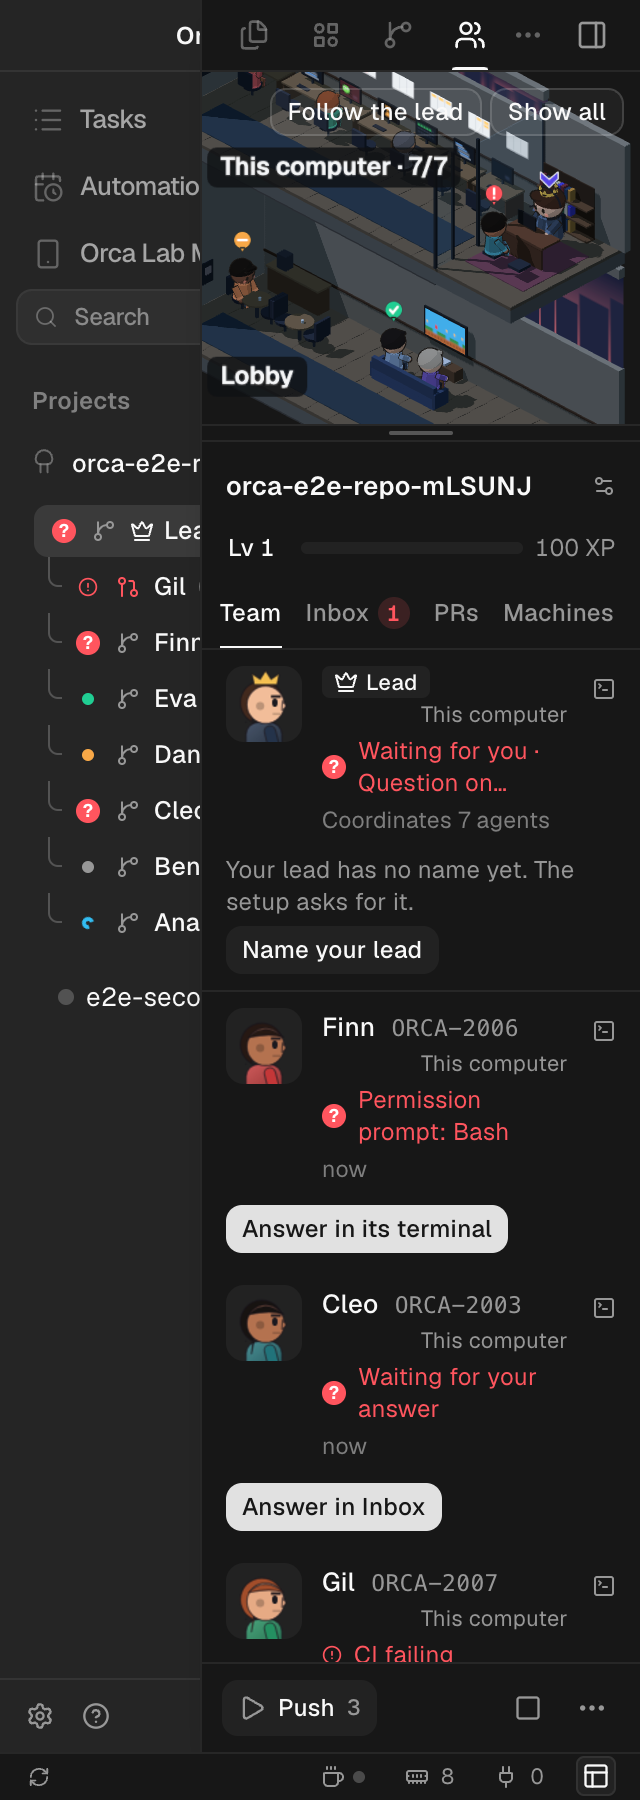 Or
Tasks
Automatio
Orca Lab M
Search
Projects
orca-e2e-r
Lea
Gil
Finn
Eva
Dan
Cleo
Ben
Ana
e2e-seco
Follow the lead
Show all
This computer · 7/7
Lobby
orca-e2e-repo-mLSUNJ
Lv 1
100 XP
Team
Inbox 1
PRs
Machines
Lead
This computer
Waiting for you ·
Question on...
Coordinates 7 agents
Your lead has no name yet. The
setup asks for it.
Name your lead
Finn ORCA-2006
This computer
Permission
prompt: Bash
now
Answer in its terminal
Cleo ORCA-2003
This computer
Waiting for your
answer
now
Answer in Inbox
Gil ORCA-2007
This computer
CI failing
Push 3
8
0